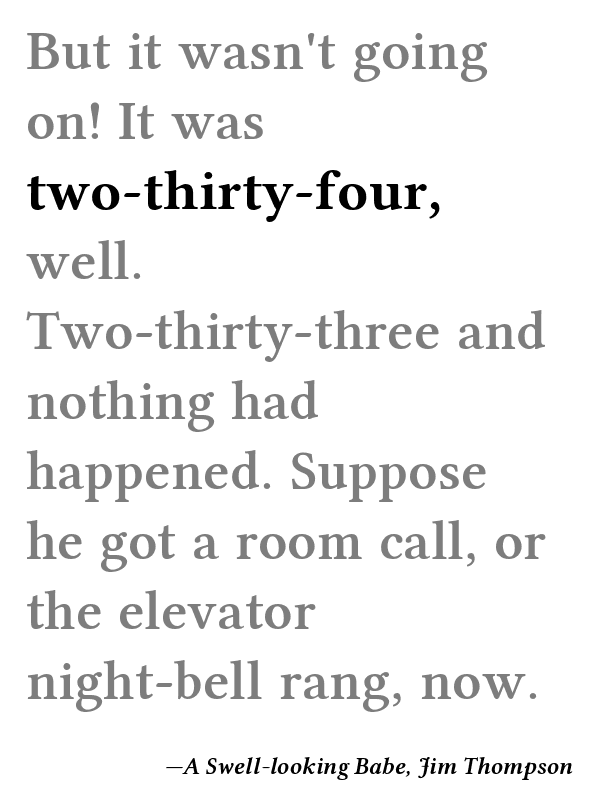 But it wasn't going
on! It was
two-thirty-four,
well.
Two-thirty-three and
nothing had
happened. Suppose
he got a room call, or
the elevator
night-bell rang, now.
—A Swell-looking Babe, Jim Thompson